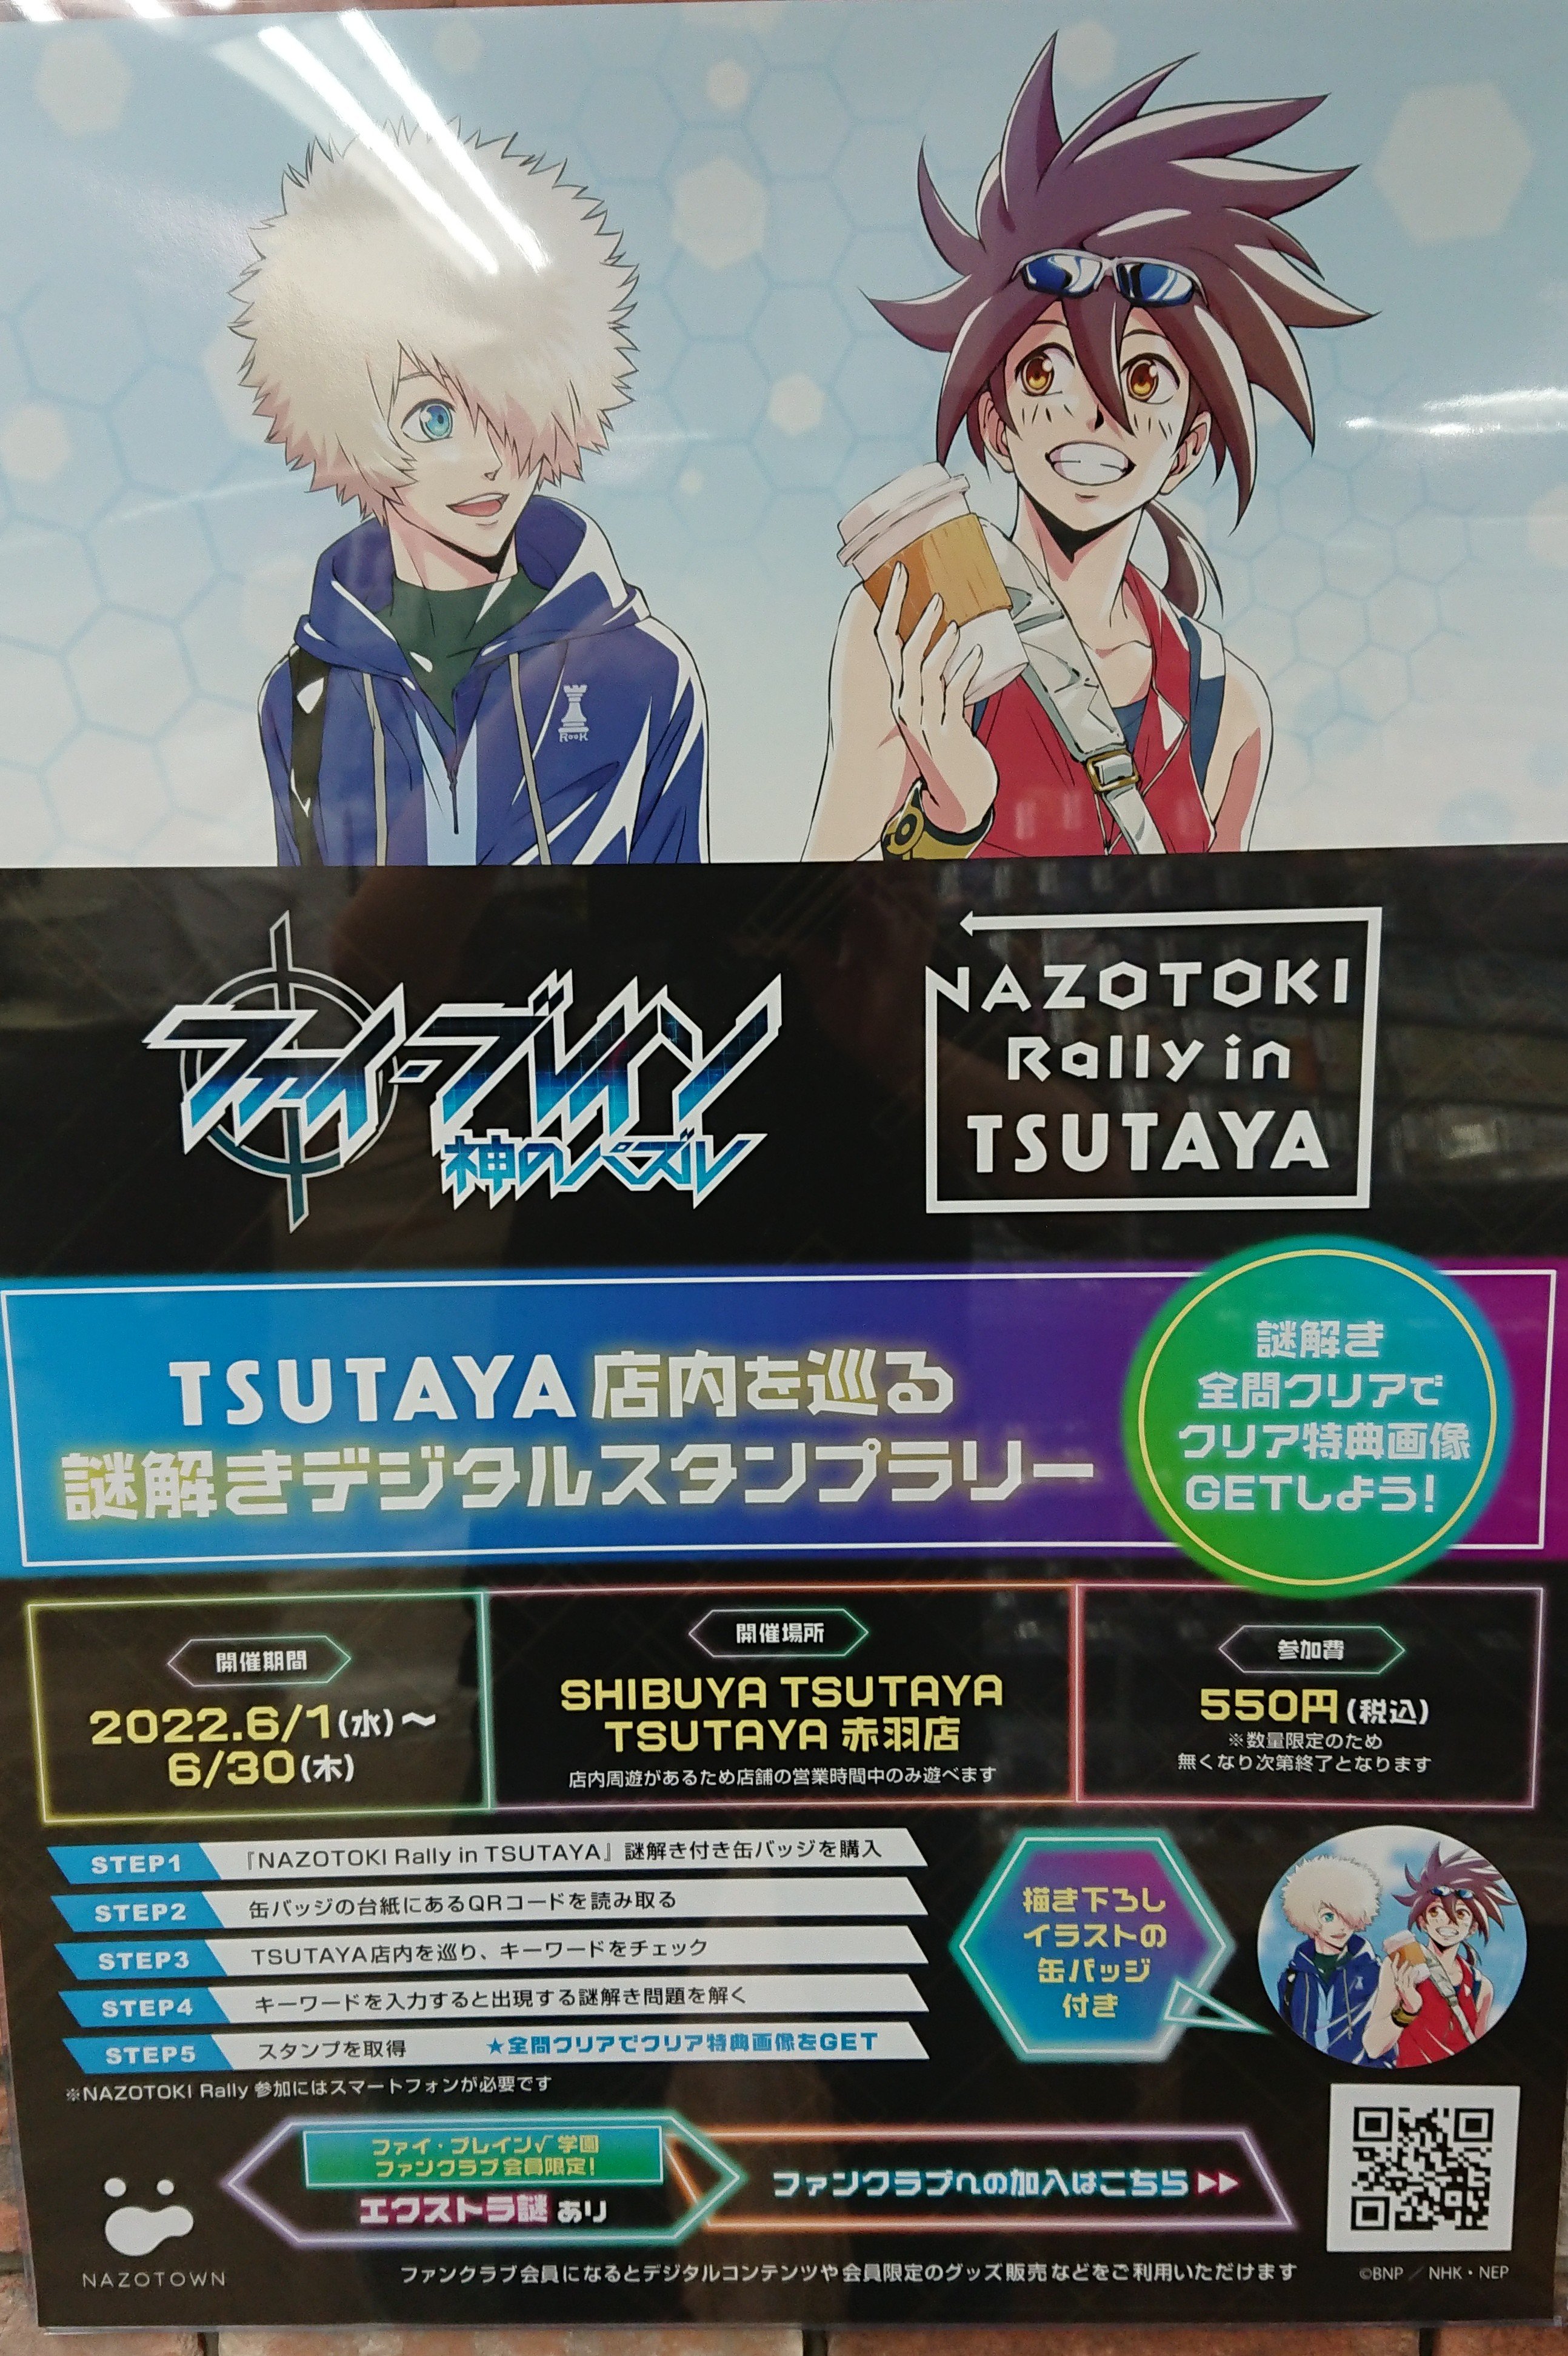 RooK
ファイ・ブレイン
神のパズル
NAZOTOKI
Rally in
TSUTAYA
TSUTAYA 店内を巡る
謎解きデジタルスタンプラリー
謎解き
全問クリアで
クリア特典画像
GETしよう!
開催期間
2022.6/1(水)〜
6/30(木)
開催場所
SHIBUYA TSUTAYA
TSUTAYA 赤羽店
店内周遊があるため店舗の営業時間中のみ遊べます
参加費
550円(税込)
※数量限定のため
無くなり次第終了となります
STEP1 『NAZOTOKI Rally in TSUTAYA』謎解き付き缶バッジを購入
STEP2 缶バッジの台紙にあるQRコードを読み取る
STEP3 TSUTAYA店内を巡り、キーワードをチェック
STEP4 キーワードを入力すると出現する謎解き問題を解く
STEP5 スタンプを取得 ★全問クリアでクリア特典画像をGET
※NAZOTOKI Rally 参加にはスマートフォンが必要です
描き下ろし
イラストの
缶バッジ
付き
ファイ・ブレイン√学園
ファンクラブ会員限定!
エクストラ謎 あり
ファンクラブへの加入はこちら
NAZOTOWN
ファンクラブ会員になるとデジタルコンテンツや会員限定のグッズ販売などをご利用いただけます
©BNP / NHK・NEP